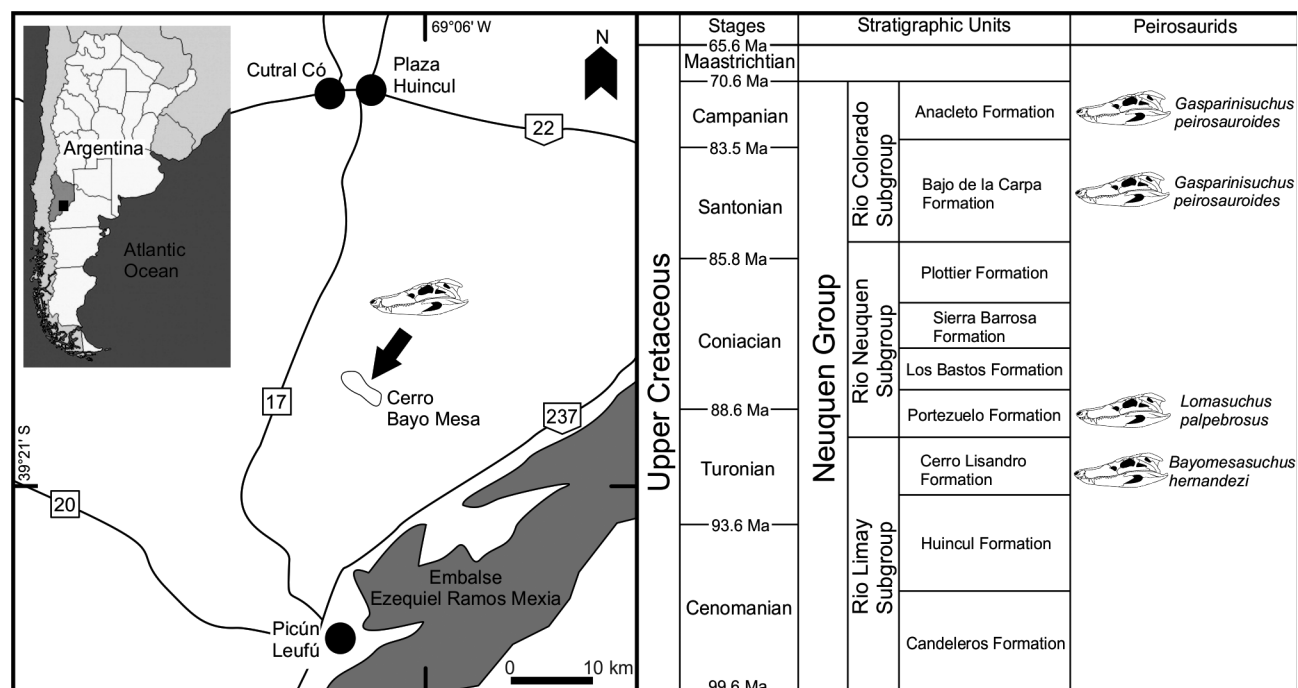 69°06' W
N
Cutral Có
Plaza
Huincul
22
Argentina
Atlantic
Ocean
Cerro
Bayo Mesa
17
237
39°21' S
20
Embalse
Ezequiel Ramos Mexia
Picún
Leufú
0 10 km
Stages
Stratigraphic Units
Peirosaurids
65.6 Ma
Maastrichtian
70.6 Ma
Campanian
83.5 Ma
Santonian
85.8 Ma
Coniacian
88.6 Ma
Turonian
93.6 Ma
Cenomanian
99.6 Ma
Upper Cretaceous
Neuquen Group
Rio Colorado
Subgroup
Rio Neuquen
Subgroup
Rio Limay
Subgroup
Anacleto Formation
Bajo de la Carpa
Formation
Plottier Formation
Sierra Barrosa
Formation
Los Bastos Formation
Portezuelo Formation
Cerro Lisandro
Formation
Huincul Formation
Candeleros Formation
Gasparinisuchus
peirosauroides
Gasparinisuchus
peirosauroides
Lomasuchus
palpebrosus
Bayomesasuchus
hernandezi